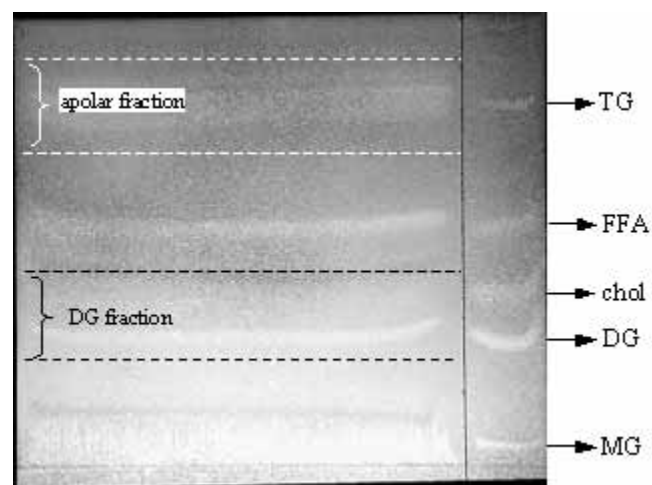 apolar fraction
TG
FFA
chol
DG fraction
DG
MG